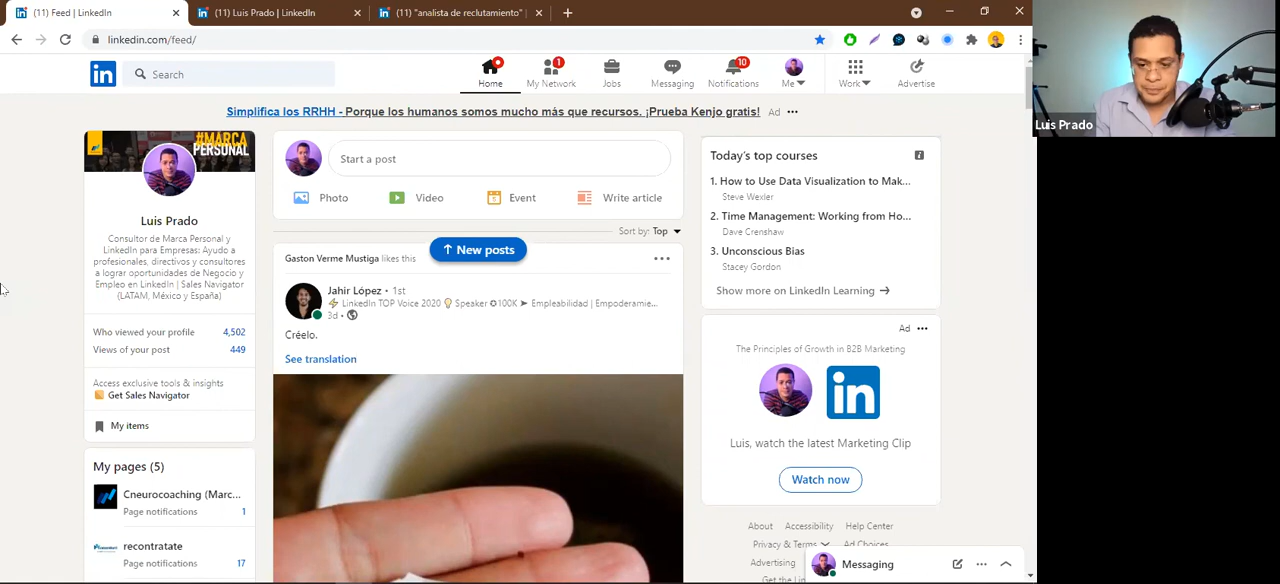 (11) Feed | LinkedIn
(11) Luis Prado | LinkedIn
(11) "analista de reclutamiento" |
linkedin.com/feed/
in
Search
Home
1
My Network
Jobs
Messaging
10
Notifications
Me
Work
Advertise
Simplifica los RRHH - Porque los humanos somos mucho más que recursos. ¡Prueba Kenjo gratis! Ad
#MARCA
PERSONAL
Luis Prado
Consultor de Marca Personal y
LinkedIn para Empresas: Ayudo a
profesionales, directivos y consultores
a lograr oportunidades de Negocio y
Empleo en LinkedIn | Sales Navigator
{LATAM, México y España}
Who viewed your profile 4,502
Views of your post 449
Access exclusive tools & insights
Get Sales Navigator
My items
My pages (5)
Cneurocoaching (Marc...
Page notifications 1
recontratate
Page notifications 17
Start a post
Photo
Video
Event
Write article
Sort by: Top
New posts
Gaston Verme Mustiga likes this
Jahir López • 1st
LinkedIn TOP Voice 2020 Speaker 100K ➤ Empleabilidad | Empoderamie...
3d •
Créelo.
See translation
Today's top courses
1. How to Use Data Visualization to Mak...
Steve Wexler
2. Time Management: Working from Ho...
Dave Crenshaw
3. Unconscious Bias
Stacey Gordon
Show more on LinkedIn Learning →
Ad
The Principles of Growth in B2B Marketing
in
Luis, watch the latest Marketing Clip
Watch now
About Accessibility Help Center
Privacy & Terms Ad Choices
Advertising
Get the Lin
Messaging
Luis Prado